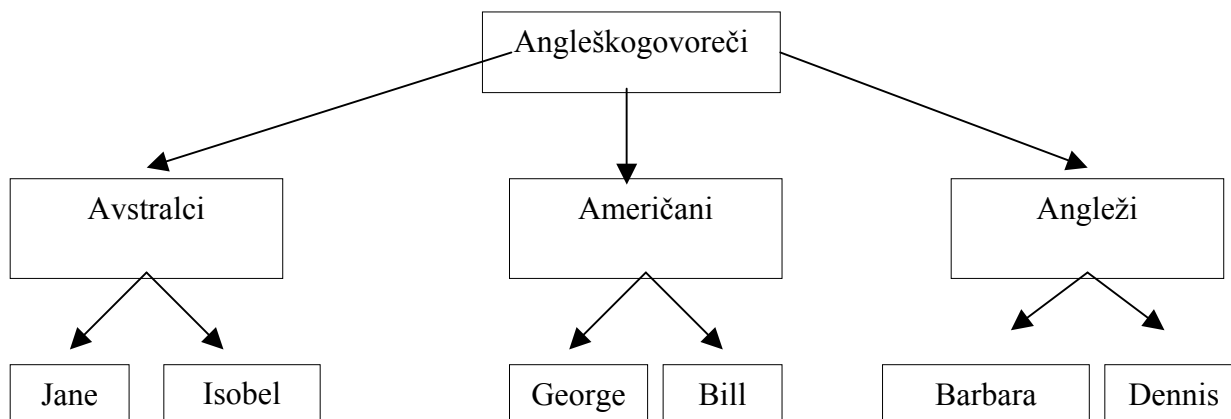 Angleškogovoreči
Avstralci
Američani
Angleži
Jane
Isobel
George
Bill
Barbara
Dennis